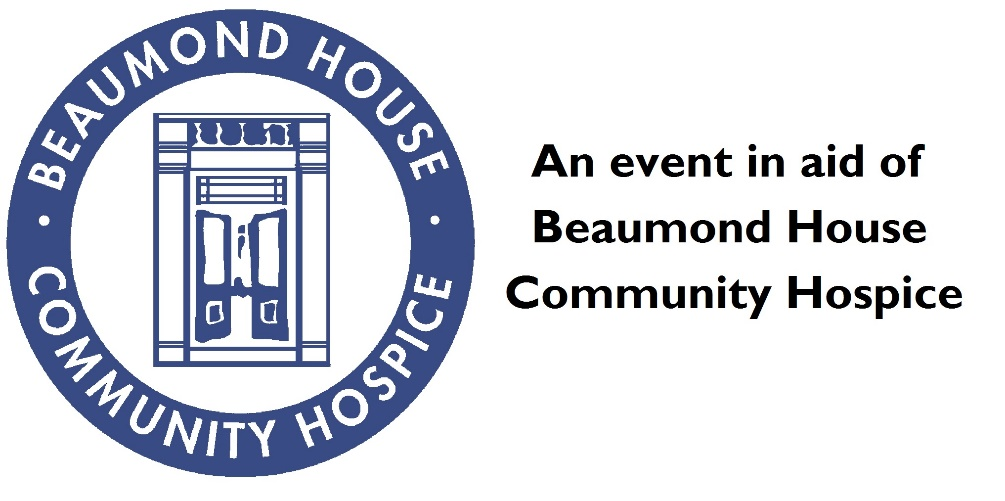 BEAUMOND HOUSE
COMMUNITY HOSPICE
An event in aid of
Beaumond House
Community Hospice